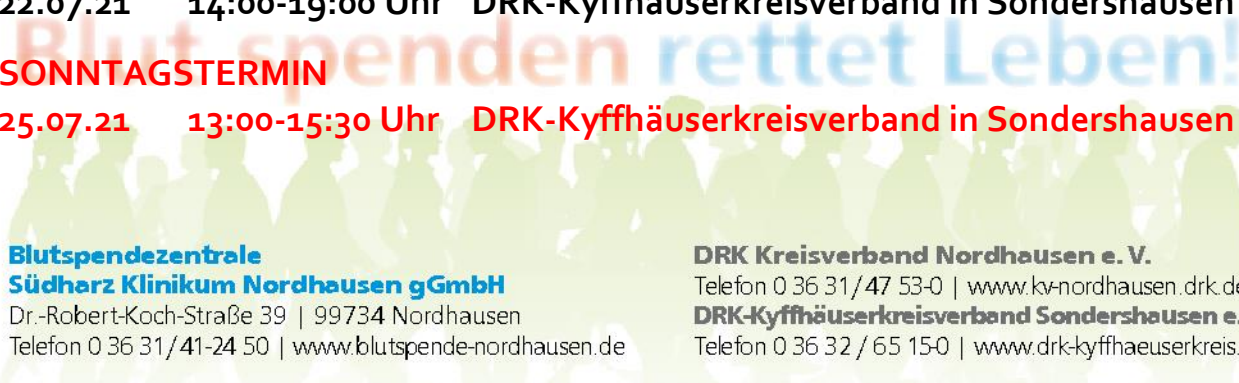 22.07.21 14:00-19:00 Uhr DRK-Kyffhäuserkreisverband in Sondershausen
Blut spenden rettet Leben!
SONNTAGSTERMIN
25.07.21 13:00-15:30 Uhr DRK-Kyffhäuserkreisverband in Sondershausen
Blutspendezentrale
Südharz Klinikum Nordhausen gGmbH
Dr.-Robert-Koch-Straße 39 | 99734 Nordhausen
Telefon 0 36 31/41-24 50 | www.blutspende-nordhausen.de
DRK Kreisverband Nordhausen e. V.
Telefon 0 36 31/47 53-0 | www.kv-nordhausen.drk.de
DRK-Kyffhäuserkreisverband Sondershausen e.
Telefon 0 36 32 / 65 15-0 | www.drk-kyffhaeuserkreis.